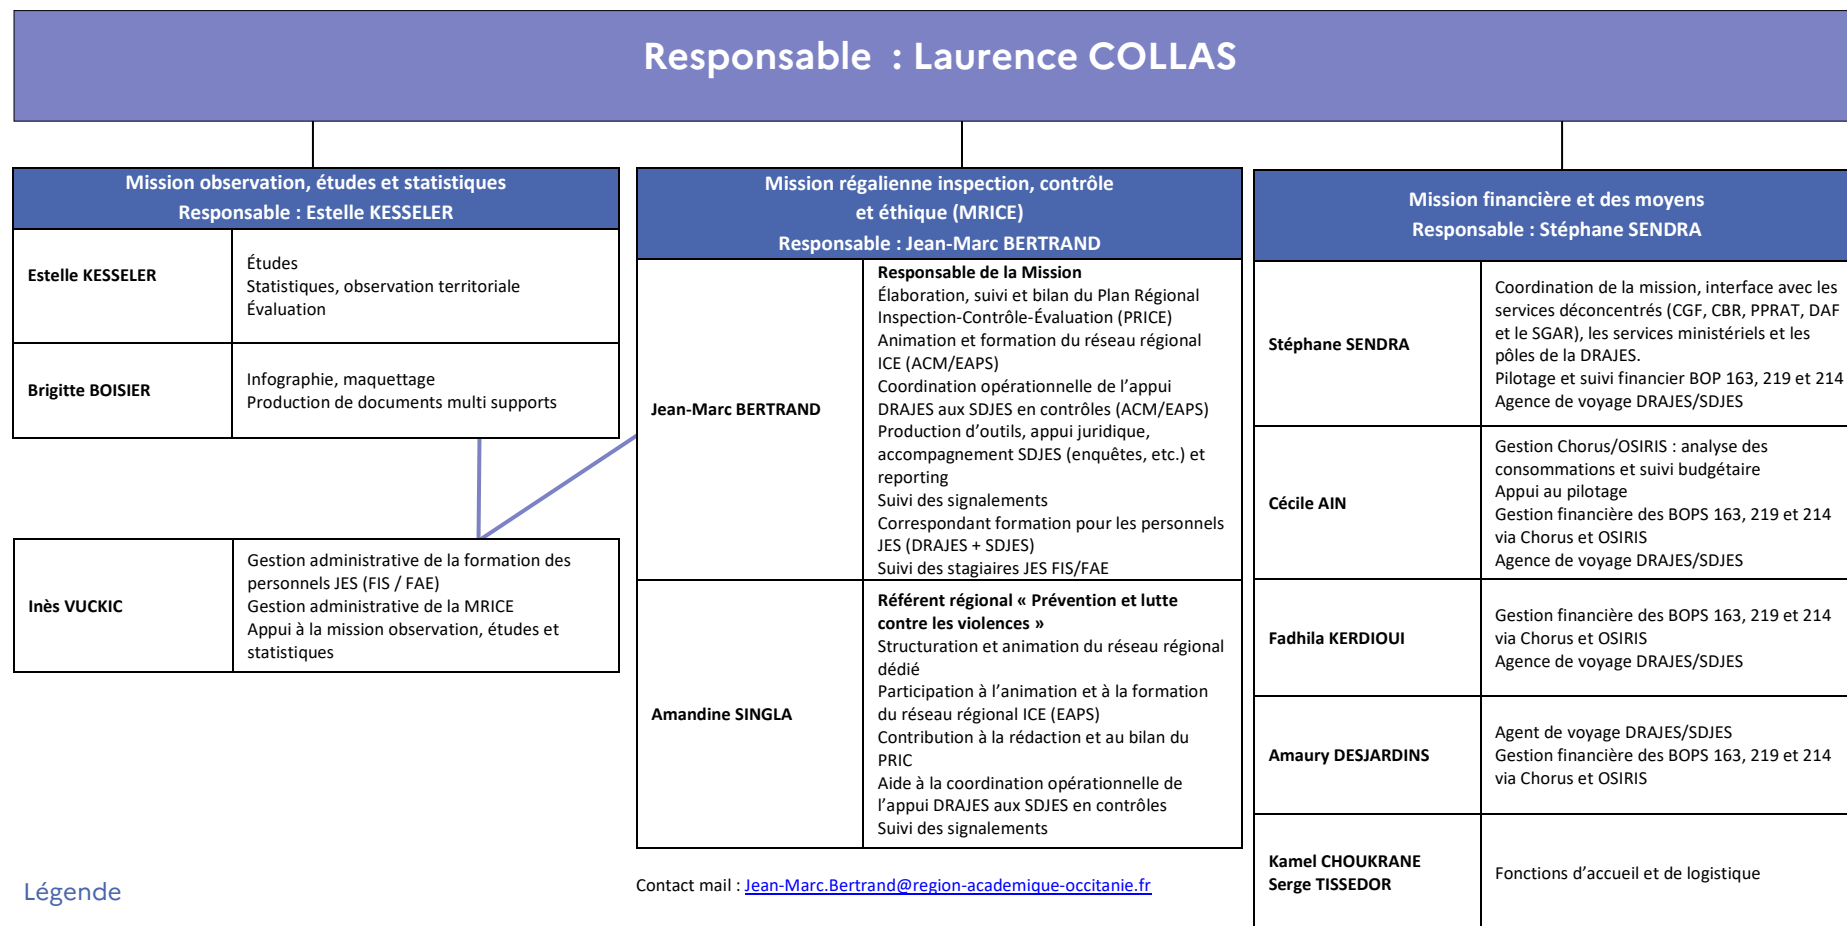 Responsable : Laurence COLLAS
Mission observation, études et statistiques
Responsable : Estelle KESSELER
Estelle KESSELER
Études
Statistiques, observation territoriale
Évaluation
Brigitte BOISIER
Infographie, maquettage
Production de documents multi supports
Inès VUCKIC
Gestion administrative de la formation des
personnels JES (FIS / FAE)
Gestion administrative de la MRICE
Appui à la mission observation, études et
statistiques
Mission régalienne inspection, contrôle
et éthique (MRICE)
Responsable : Jean-Marc BERTRAND
Jean-Marc BERTRAND
Responsable de la Mission
Élaboration, suivi et bilan du Plan Régional
Inspection-Contrôle-Évaluation (PRICE)
Animation et formation du réseau régional
ICE (ACM/EAPS)
Coordination opérationnelle de l’appui
DRAJES aux SDJES en contrôles (ACM/EAPS)
Production d’outils, appui juridique,
accompagnement SDJES (enquêtes, etc.) et
reporting
Suivi des signalements
Correspondant formation pour les personnels
JES (DRAJES + SDJES)
Suivi des stagiaires JES FIS/FAE
Amandine SINGLA
Référent régional « Prévention et lutte
contre les violences »
Structuration et animation du réseau régional
dédié
Participation à l’animation et à la formation
du réseau régional ICE (EAPS)
Contribution à la rédaction et au bilan du
PRIC
Aide à la coordination opérationnelle de
l’appui DRAJES aux SDJES en contrôles
Suivi des signalements
Contact mail : Jean-Marc.Bertrand@region-academique-occitanie.fr
Mission financière et des moyens
Responsable : Stéphane SENDRA
Stéphane SENDRA
Coordination de la mission, interface avec les
services déconcentrés (CGF, CBR, PPRAT, DAF
et le SGAR), les services ministériels et les
pôles de la DRAJES.
Pilotage et suivi financier BOP 163, 219 et 214
Agence de voyage DRAJES/SDJES
Cécile AIN
Gestion Chorus/OSIRIS : analyse des
consommations et suivi budgétaire
Appui au pilotage
Gestion financière des BOPS 163, 219 et 214
via Chorus et OSIRIS
Agence de voyage DRAJES/SDJES
Fadhila KERDIOUI
Gestion financière des BOPS 163, 219 et 214
via Chorus et OSIRIS
Agence de voyage DRAJES/SDJES
Amaury DESJARDINS
Agent de voyage DRAJES/SDJES
Gestion financière des BOPS 163, 219 et 214
via Chorus et OSIRIS
Kamel CHOUKRANE
Serge TISSEDOR
Fonctions d’accueil et de logistique
Légende